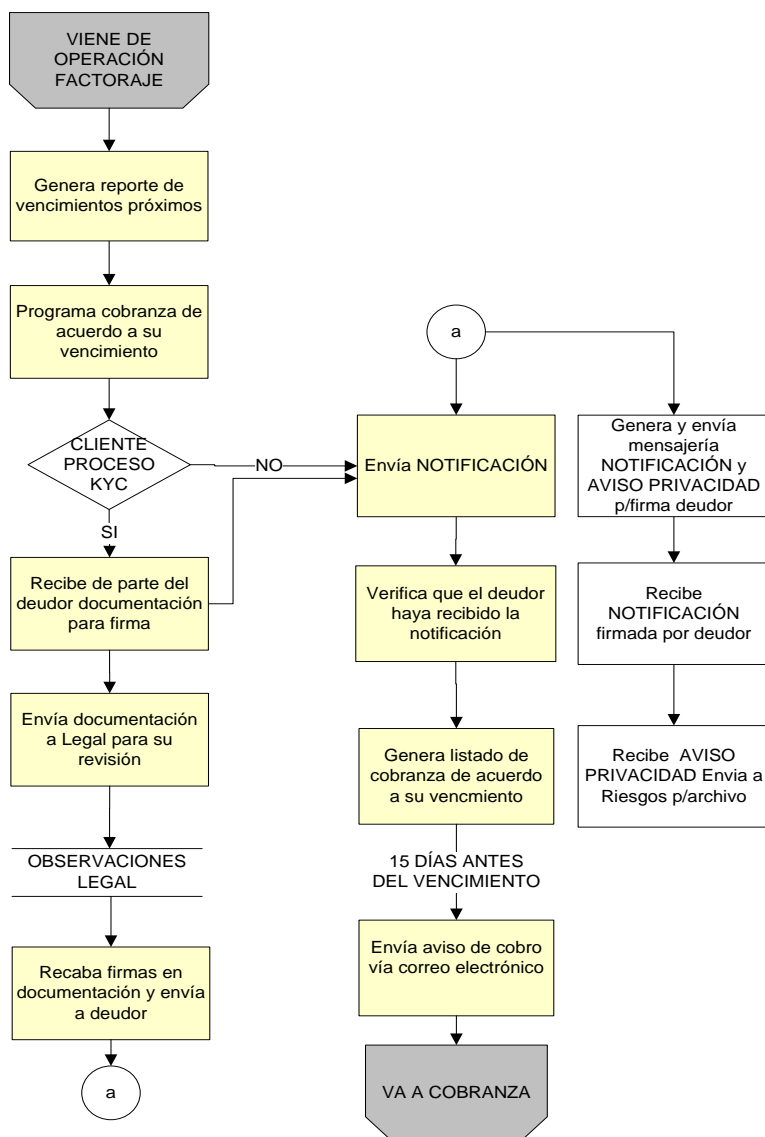 VIENE DE
OPERACIÓN
FACTORAJE
Genera reporte de
vencimientos próximos
Programa cobranza de
acuerdo a su
vencimiento
CLIENTE
PROCESO
KYC
NO
SI
Recibe de parte del
deudor documentación
para firma
Envía documentación
a Legal para su
revisión
OBSERVACIONES
LEGAL
Recaba firmas en
documentación y envía
a deudor
a
a
Envía NOTIFICACIÓN
Verifica que el deudor
haya recibido la
notificación
Genera listado de
cobranza de acuerdo
a su vencmiento
15 DÍAS ANTES
DEL VENCIMIENTO
Envía aviso de cobro
vía correo electrónico
VA A COBRANZA
Genera y envía
mensajería
NOTIFICACIÓN y
AVISO PRIVACIDAD
p/firma deudor
Recibe
NOTIFICACIÓN
firmada por deudor
Recibe AVISO
PRIVACIDAD Envia a
Riesgos p/archivo